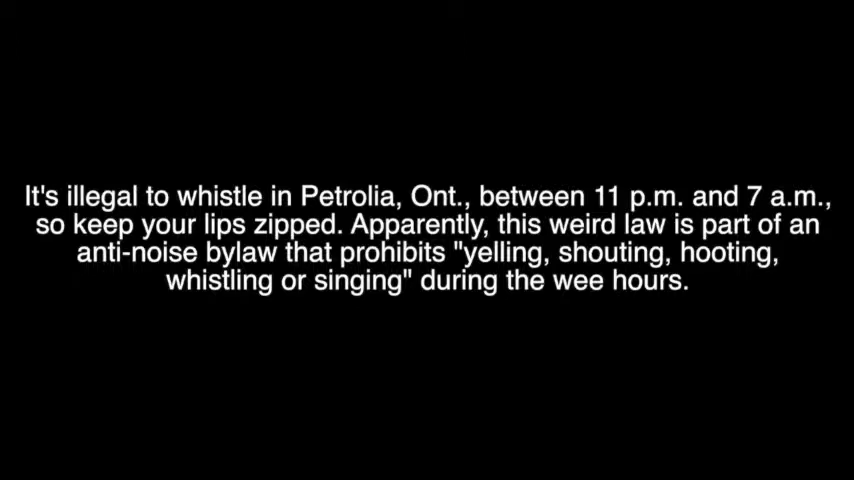 It's illegal to whistle in Petrolia, Ont., between 11 p.m. and 7 a.m.,
so keep your lips zipped. Apparently, this weird law is part of an
anti-noise bylaw that prohibits "yelling, shouting, hooting,
whistling or singing" during the wee hours.